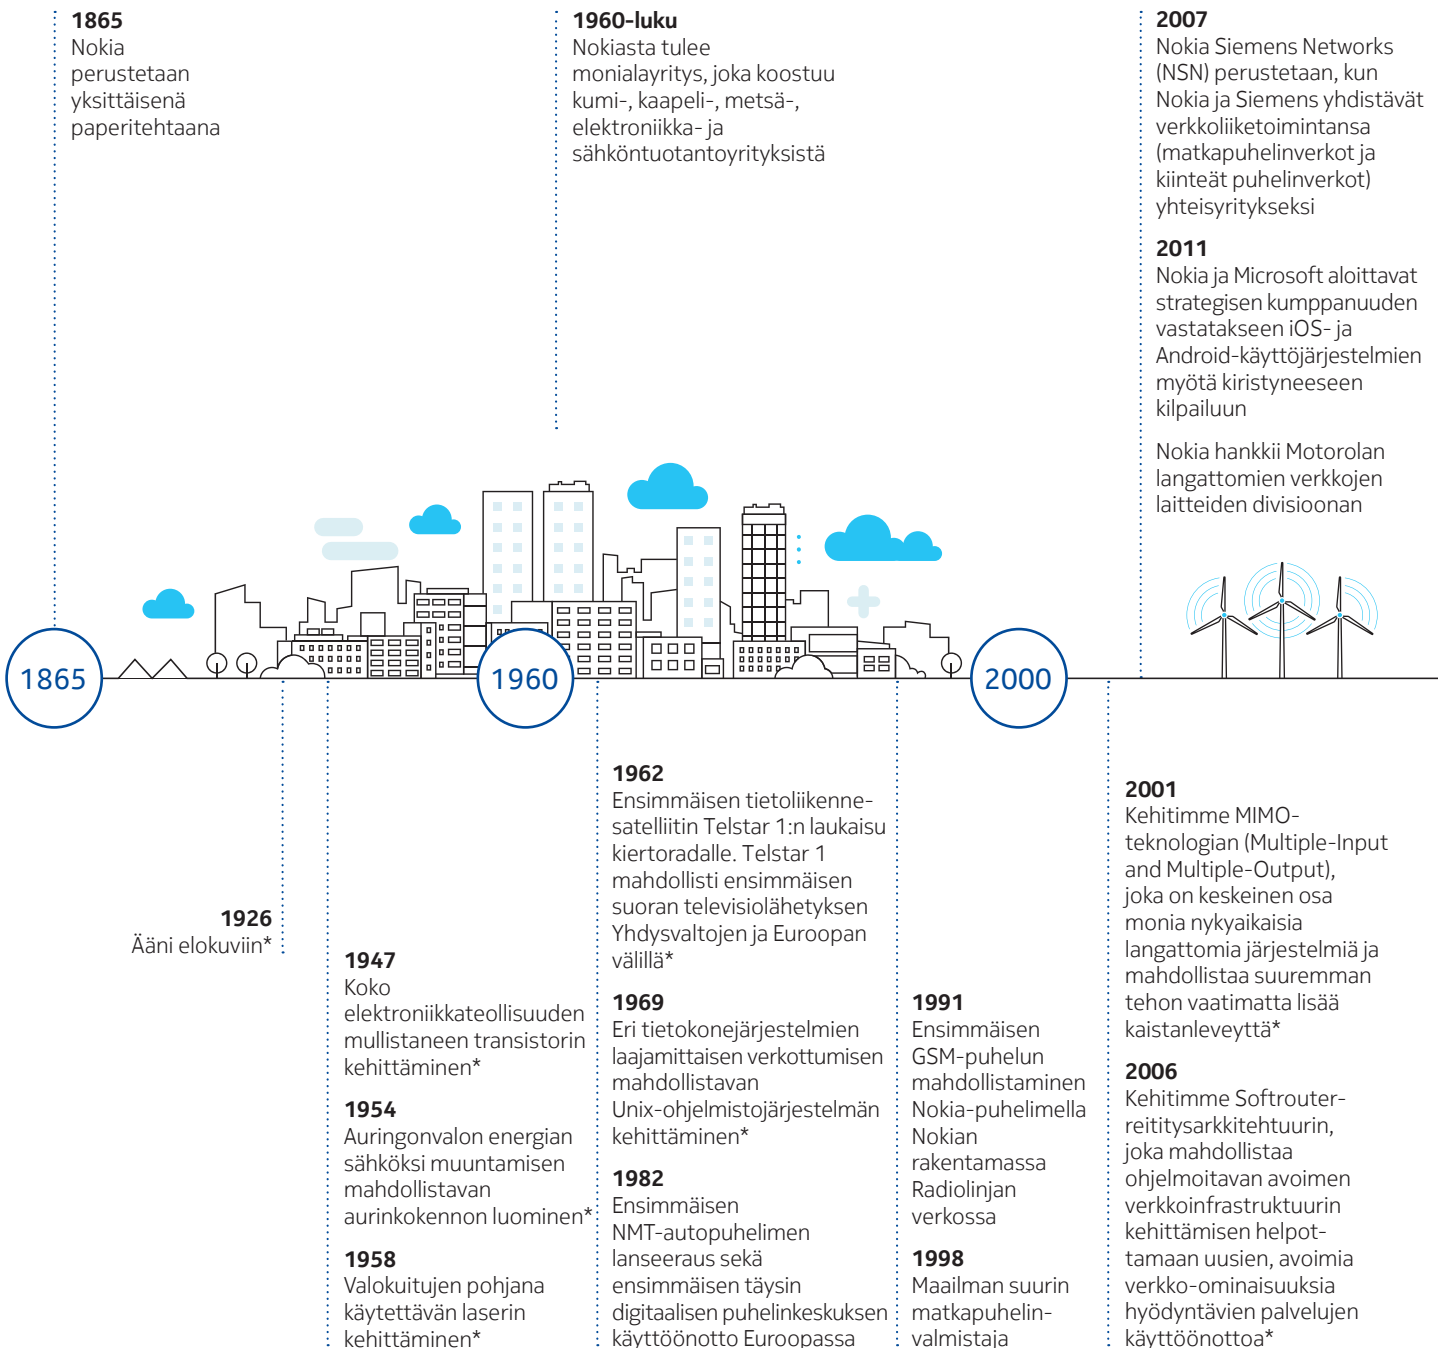 1865
Nokia
perustetaan
yksittäisenä
paperitehtaana
1960-luku
Nokiasta tulee
monialayritys, joka koostuu
kumi-, kaapeli-, metsä-,
elektroniikka- ja
sähköntuotantoyrityksistä
2007
Nokia Siemens Networks
(NSN) perustetaan, kun
Nokia ja Siemens yhdistävät
verkkoliiketoimintansa
(matkapuhelinverkot ja
kiinteät puhelinverkot)
yhteisyritykseksi
2011
Nokia ja Microsoft aloittavat
strategisen kumppanuuden
vastatakseen iOS- ja
Android-käyttöjärjestelmien
myötä kiristyneeseen
kilpailuun
Nokia hankkii Motorolan
langattomien verkkojen
laitteiden divisioonan
1865
1960
2000
1926
Ääni elokuviin*
1947
Koko
elektroniikkateollisuuden
mullistaneen transistorin
kehittäminen*
1954
Auringonvalon energian
sähköksi muuntamisen
mahdollistavan
aurinkokennon luominen*
1958
Valokuitujen pohjana
käytettävän laserin
kehittäminen*
1962
Ensimmäisen tietoliikenne-
satelliitin Telstar 1:n laukaisu
kiertoradalle. Telstar 1
mahdollisti ensimmäisen
suoran televisiolähetyksen
Yhdysvaltojen ja Euroopan
välillä*
1969
Eri tietokonejärjestelmien
laajamittaisen verkottumisen
mahdollistavan
Unix-ohjelmistojärjestelmän
kehittäminen*
1982
Ensimmäisen
NMT-autopuhelimen
lanseeraus sekä
ensimmäisen täysin
digitaalisen puhelinkeskuksen
käyttöönotto Euroopassa
1991
Ensimmäisen
GSM-puhelun
mahdollistaminen
Nokia-puhelimella
Nokian
rakentamassa
Radiolinjan
verkossa
1998
Maailman suurin
matkapuhelin-
valmistaja
2001
Kehitimme MIMO-
teknologian (Multiple-Input
and Multiple-Output),
joka on keskeinen osa
monia nykyaikaisia
langattomia järjestelmiä ja
mahdollistaa suuremman
tehon vaatimatta lisää
kaistanleveyttä*
2006
Kehitimme Softrouter-
reititysarkkitehtuurin,
joka mahdollistaa
ohjelmoitavan avoimen
verkkoinfrastruktuurin
kehittämisen helpot-
tamaan uusien, avoimia
verkko-ominaisuuksia
hyödyntävien palvelujen
käyttöönottoa*